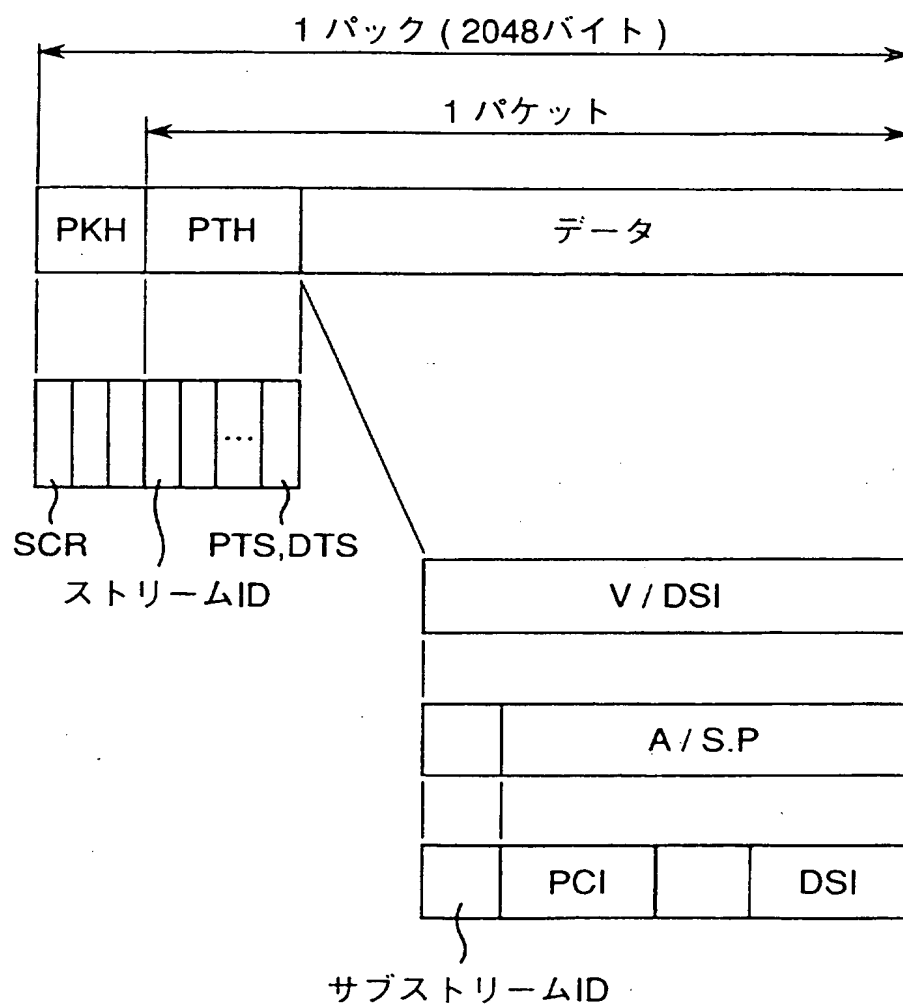 1 パック ( 2048バイト )
1 パケット
PKH PTH データ
...
SCR PTS,DTS
ストリームID
V / DSI
A / S.P
PCI DSI
サブストリームID